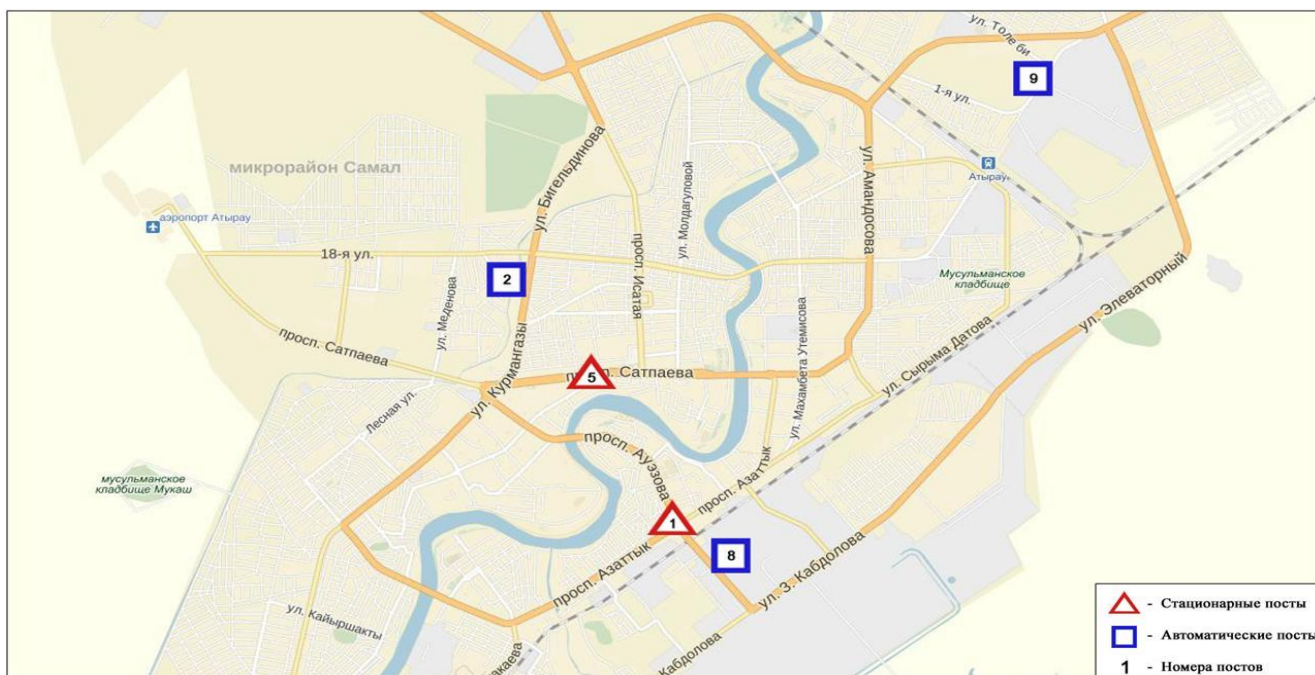 ул. Толе би
9
1-я ул.
ул. Бигельдинова
микрорайон Самал
ул. Амандосова
Атырау
ул. Молдагуловой
аэропорт Атырау
18-я ул.
просп. Исатая
2
Мусульманское
кладбище
ул. Элеваторный
ул. Меденова
просп. Сатпаева
ул. Курмангазы
ул. Махамбета Утемисова
ул. Сырыма Датова
5
п. Сатпаева
Лесная ул.
просп. Ауэзова
мусульманское
кладбище Мукаш
просп. Азаттык
1
8
просп. Азаттык
ул. З. Кабдолова
ул. Кайыршакты
Кабдолова
акаева
- Стационарные посты
- Автоматические посты
1 - Номера постов